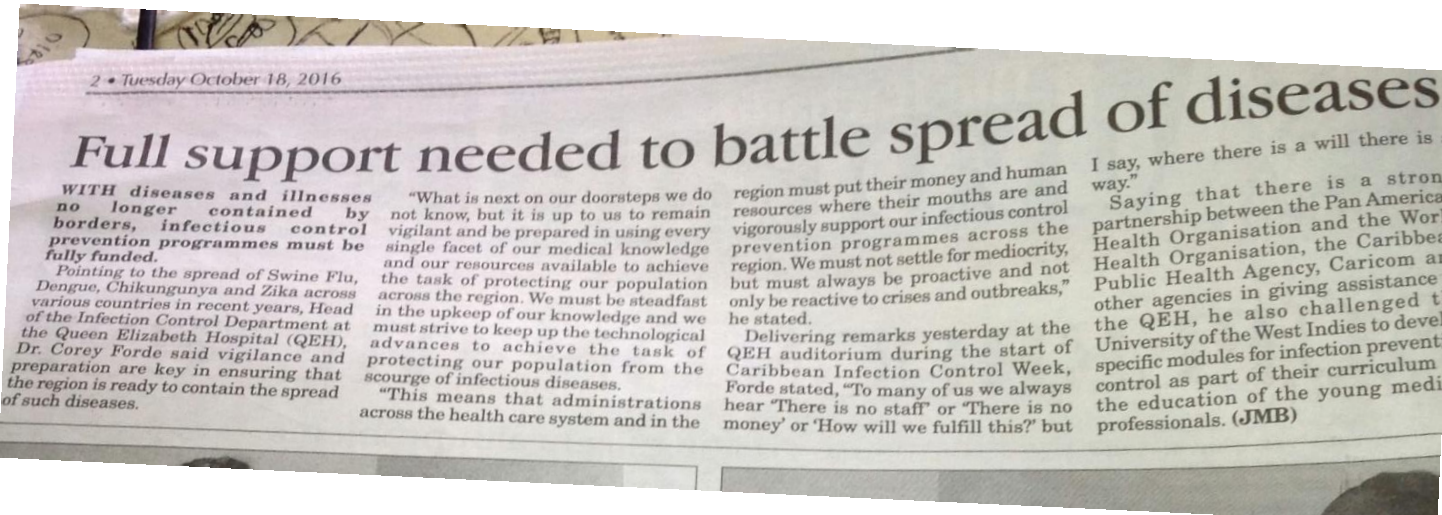 2 • Tuesday October 18, 2016
Full support needed to battle spread of diseases
WITH diseases and illnesses
no longer contained by
borders, infectious control
prevention programmes must be
fully funded.
Pointing to the spread of Swine Flu,
Dengue, Chikungunya and Zika across
various countries in recent years, Head
of the Infection Control Department at
the Queen Elizabeth Hospital (QEH),
Dr. Corey Forde said vigilance and
preparation are key in ensuring that
the region is ready to contain the spread
of such diseases.
“What is next on our doorsteps we do
not know, but it is up to us to remain
vigilant and be prepared in using every
single facet of our medical knowledge
and our resources available to achieve
the task of protecting our population
across the region. We must be steadfast
in the upkeep of our knowledge and we
must strive to keep up the technological
advances to achieve the task of
protecting our population from the
scourge of infectious diseases.
“This means that administrations
across the health care system and in the
region must put their money and human
resources where their mouths are and
vigorously support our infectious control
prevention programmes across the
region. We must not settle for mediocrity,
but must always be proactive and not
only be reactive to crises and outbreaks,”
he stated.
Delivering remarks yesterday at the
QEH auditorium during the start of
Caribbean Infection Control Week,
Forde stated, “To many of us we always
hear ‘There is no staff’ or ‘There is no
money’ or ‘How will we fulfill this?’ but
I say, where there is a will there is
way.”
Saying that there is a
partnership between the Pan
Health Organisation and the
Health Organisation, the
Public Health Agency, Caricom
other agencies in giving assistance
the QEH, he also challenged
University of the West Indies to
specific modules for infection
control as part of their curriculum
the education of the young
professionals. (JMB)